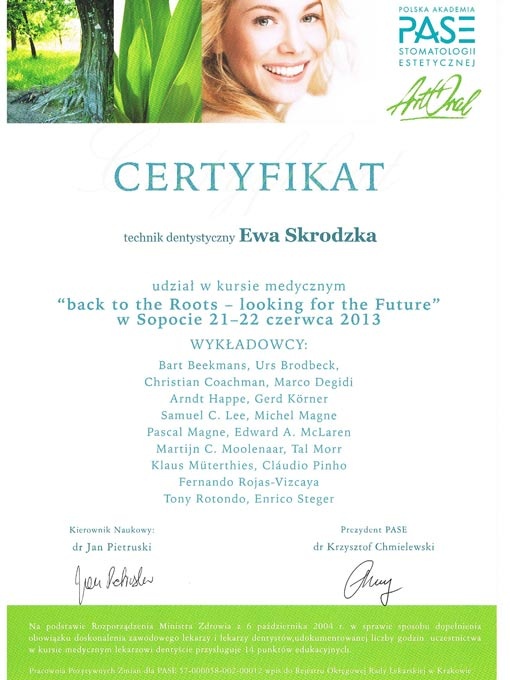 POLSKA AKADEMIA
PASE
STOMATOLOGII
ESTETYCZNEJ
ArtOral
CERTYFIKAT
technik dentystyczny Ewa Skrodzka
udział w kursie medycznym
“back to the Roots – looking for the Future”
w Sopocie 21–22 czerwca 2013
WYKŁADOWCY:
Bart Beekmans, Urs Brodbeck,
Christian Coachman, Marco Degidi
Arndt Happe, Gerd Körner
Samuel C. Lee, Michel Magne
Pascal Magne, Edward A. McLaren
Martijn C. Moolenaar, Tal Morr
Klaus Müterthies, Cláudio Pinho
Fernando Rojas-Vizcaya
Tony Rotondo, Enrico Steger
Kierownik Naukowy:
dr Jan Pietruski
Prezydent PASE
dr Krzysztof Chmielewski
Na podstawie Rozporządzenia Ministra Zdrowia z 6 października 2004 r. w sprawie sposobu dopełnienia
obowiązku doskonalenia zawodowego lekarzy i lekarzy dentystów,udokumentowanej liczby godzin uczestnictwa
w kursie medycznym lekarzowi dentyście przysługuje 14 punktów edukacyjnych.
Pracownia Pozytywnych Zmian dla PASE 57-000058-002-00012 wpis do Rejestru Okręgowej Rady Lekarskiej w Krakowie